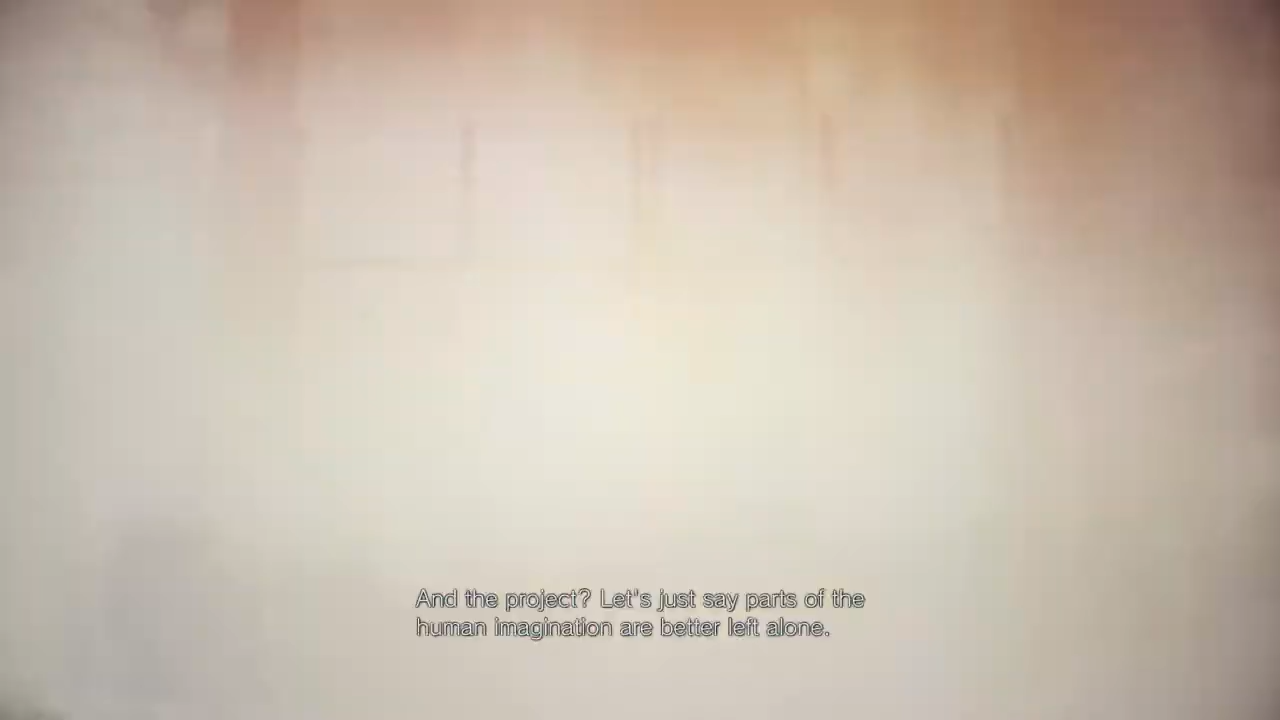 And the project? Let's just say parts of the
human imagination are better left alone.